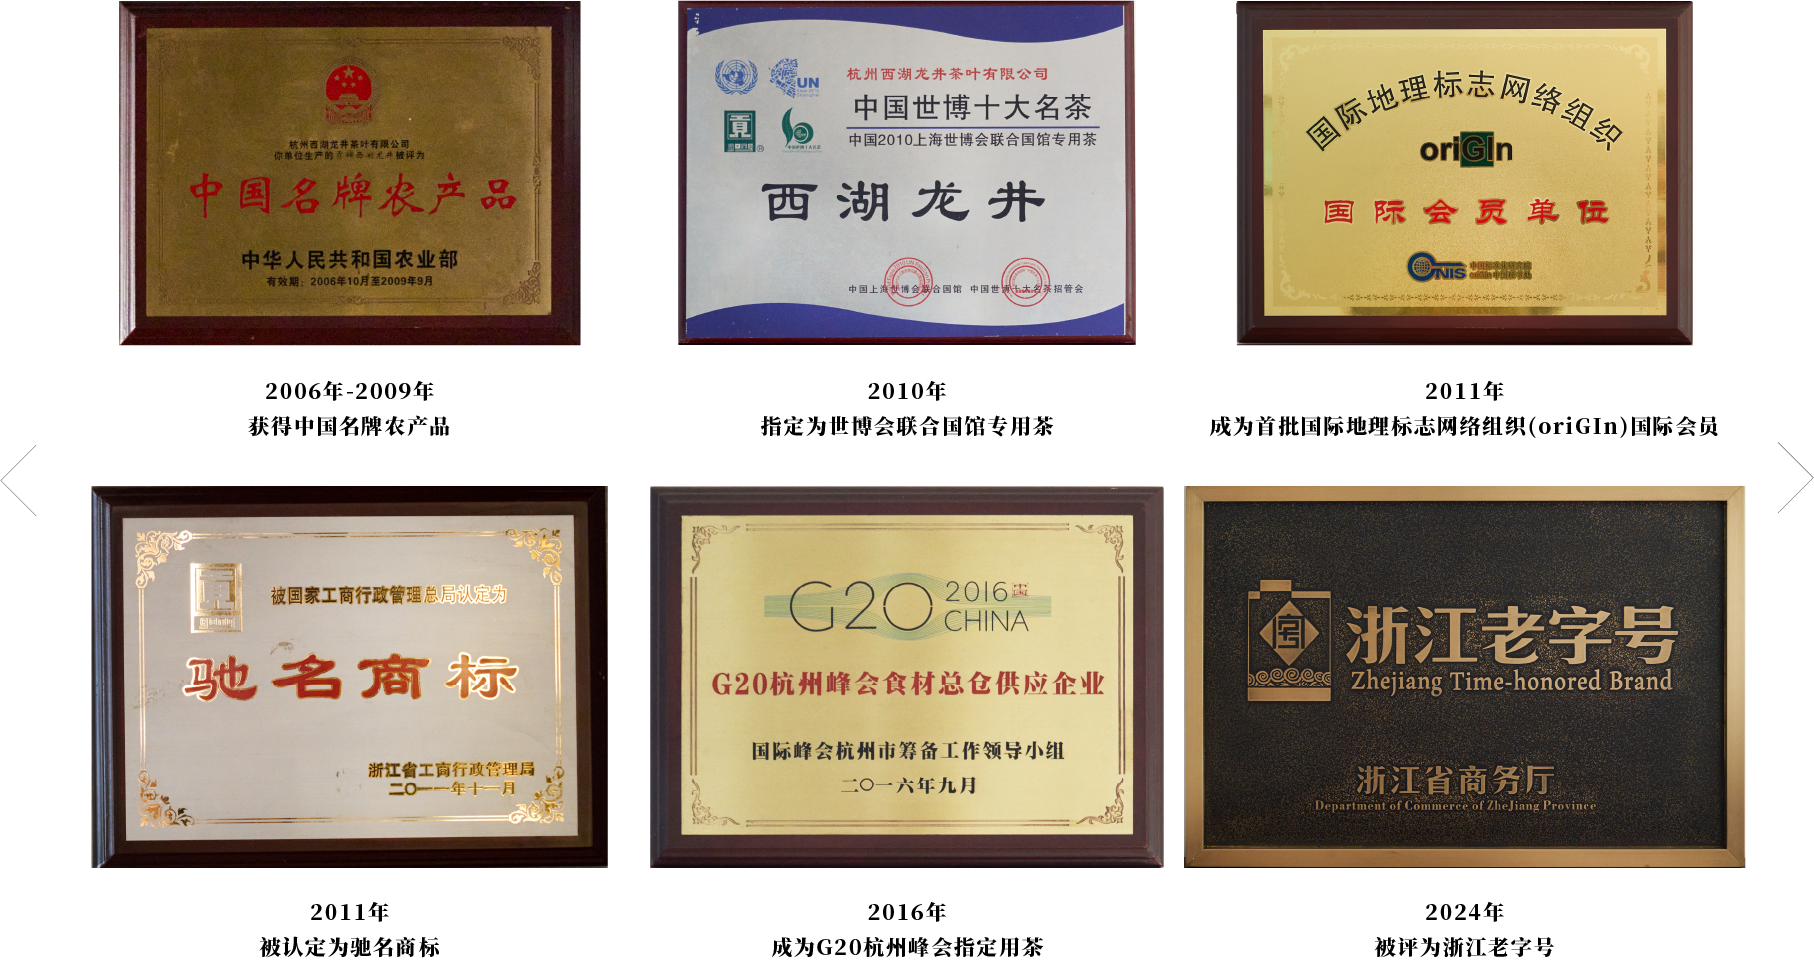 杭州西湖龙井茶叶有限公司
你单位生产的贡牌西湖龙井被评为
中国名牌农产品
中华人民共和国农业部
有效期：2006年10月至2009年9月
2006年-2009年
获得中国名牌农产品
UN
贡
杭州西湖龙井茶叶有限公司
中国世博十大名茶
中国2010上海世博会联合国馆专用茶
西湖龙井
中国上海世博会联合国馆 中国世博十大名茶招管会
2010年
指定为世博会联合国馆专用茶
国际地理标志网络组织
oriGIn
国际会员单位
CNIS
2011年
成为首批国际地理标志网络组织(oriGIn)国际会员
贡
被国家工商行政管理总局认定为
驰名商标
浙江省工商行政管理局
二〇一一年十一月
2011年
被认定为驰名商标
G20 2016
CHINA
G20杭州峰会食材总仓供应企业
国际峰会杭州市筹备工作领导小组
二〇一六年九月
2016年
成为G20杭州峰会指定用茶
浙江老字号
Zhejiang Time-honored Brand
浙江省商务厅
Department of Commerce of ZheJiang Province
2024年
被评为浙江老字号